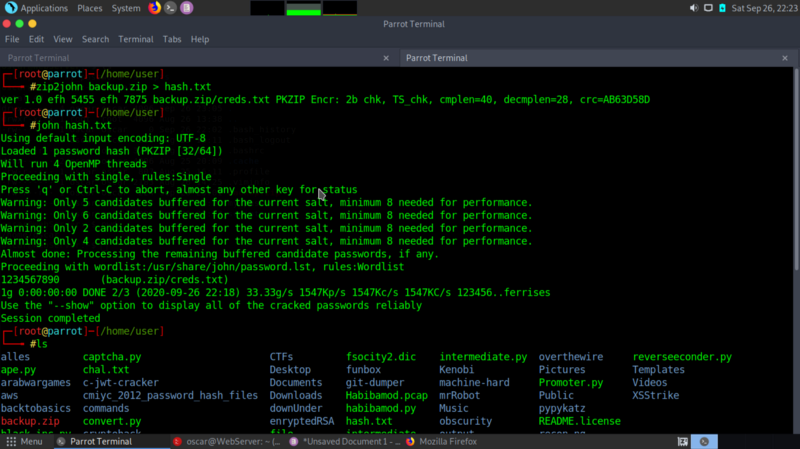 Applications Places System Sat Sep 26, 22:23
Parrot Terminal
File Edit View Search Terminal Tabs Help
Parrot Terminal × Parrot Terminal ×
┌─[root@parrot]─[/home/user]
└──╼ #zip2john backup.zip > hash.txt
ver 1.0 efh 5455 efh 7875 backup.zip/creds.txt PKZIP Encr: 2b chk, TS_chk, cmplen=40, decmplen=28, crc=AB63D58D
┌─[root@parrot]─[/home/user]
└──╼ #john hash.txt
Using default input encoding: UTF-8
Loaded 1 password hash (PKZIP [32/64])
Will run 4 OpenMP threads
Proceeding with single, rules:Single
Press 'q' or Ctrl-C to abort, almost any other key for status
Warning: Only 5 candidates buffered for the current salt, minimum 8 needed for performance.
Warning: Only 6 candidates buffered for the current salt, minimum 8 needed for performance.
Warning: Only 2 candidates buffered for the current salt, minimum 8 needed for performance.
Warning: Only 4 candidates buffered for the current salt, minimum 8 needed for performance.
Almost done: Processing the remaining buffered candidate passwords, if any.
Proceeding with wordlist:/usr/share/john/password.lst, rules:Wordlist
1234567890 (backup.zip/creds.txt)
1g 0:00:00:00 DONE 2/3 (2020-09-26 22:18) 33.33g/s 1547Kp/s 1547Kc/s 1547KC/s 123456..ferrises
Use the "--show" option to display all of the cracked passwords reliably
Session completed
┌─[root@parrot]─[/home/user]
└──╼ #ls
alles captcha.py CTFs fsocity2.dic intermediate.py overthewire reverseeconder.py
ape.py chal.txt Desktop funbox Kenobi Pictures Templates
arabwargames c-jwt-cracker Documents git-dumper machine-hard Promoter.py Videos
aws cmiyc_2012_password_hash_files Downloads Habibamod.pcap mrRobot Public XSStrike
backtobasics commands downUnder habibamod.py Music pypykatz
backup.zip convert.py enryptedRSA hash.txt obscurity README.license
Menu Parrot Terminal oscar@WebServer: ~ (... *Unsaved Document 1 - ... Mozilla Firefox